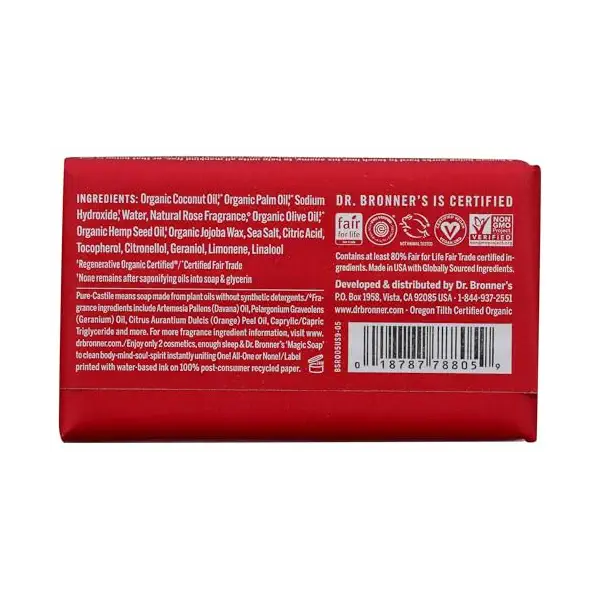 INGREDIENTS: Organic Coconut Oil,*^ Organic Palm Oil,*^ Sodium
Hydroxide,† Water, Natural Rose Fragrance,◊ Organic Olive Oil,*^
Organic Hemp Seed Oil,* Organic Jojoba Wax, Sea Salt, Citric Acid,
Tocopherol, Citronellol, Geraniol, Limonene, Linalool
*Regenerative Organic Certified®/^Certified Fair Trade
†None remains after saponifying oils into soap & glycerin
Pure-Castile means soap made from plant oils without synthetic detergents./◊Fra-
grance ingredients include Artemesia Pallens (Davana) Oil, Pelargonium Graveolens
(Geranium) Oil, Citrus Aurantium Dulcis (Orange) Peel Oil, Caprylic/Capric
Triglyceride and more. For more fragrance ingredient information, visit www.
drbronner.com./Enjoy only 2 cosmetics, enough sleep & Dr. Bronner's 'Magic Soap'
to clean body-mind-soul-spirit instantly uniting One! All-One or None!/Label
printed with water-based ink on 100% post-consumer recycled paper.
DR. BRONNER'S IS CERTIFIED
fair
for life
NON
GMO
Project
VERIFIED
nongmoproject.org
Contains at least 80% Fair for Life Fair Trade certified in-
gredients. Made in USA with Globally Sourced Ingredients.
Developed & distributed by Dr. Bronner's
P.O. Box 1958, Vista, CA 92085 USA · 1-844-937-2551
www.drbronner.com · Oregon Tilth Certified Organic
BSRO05US9-05
0 18787 78805 9